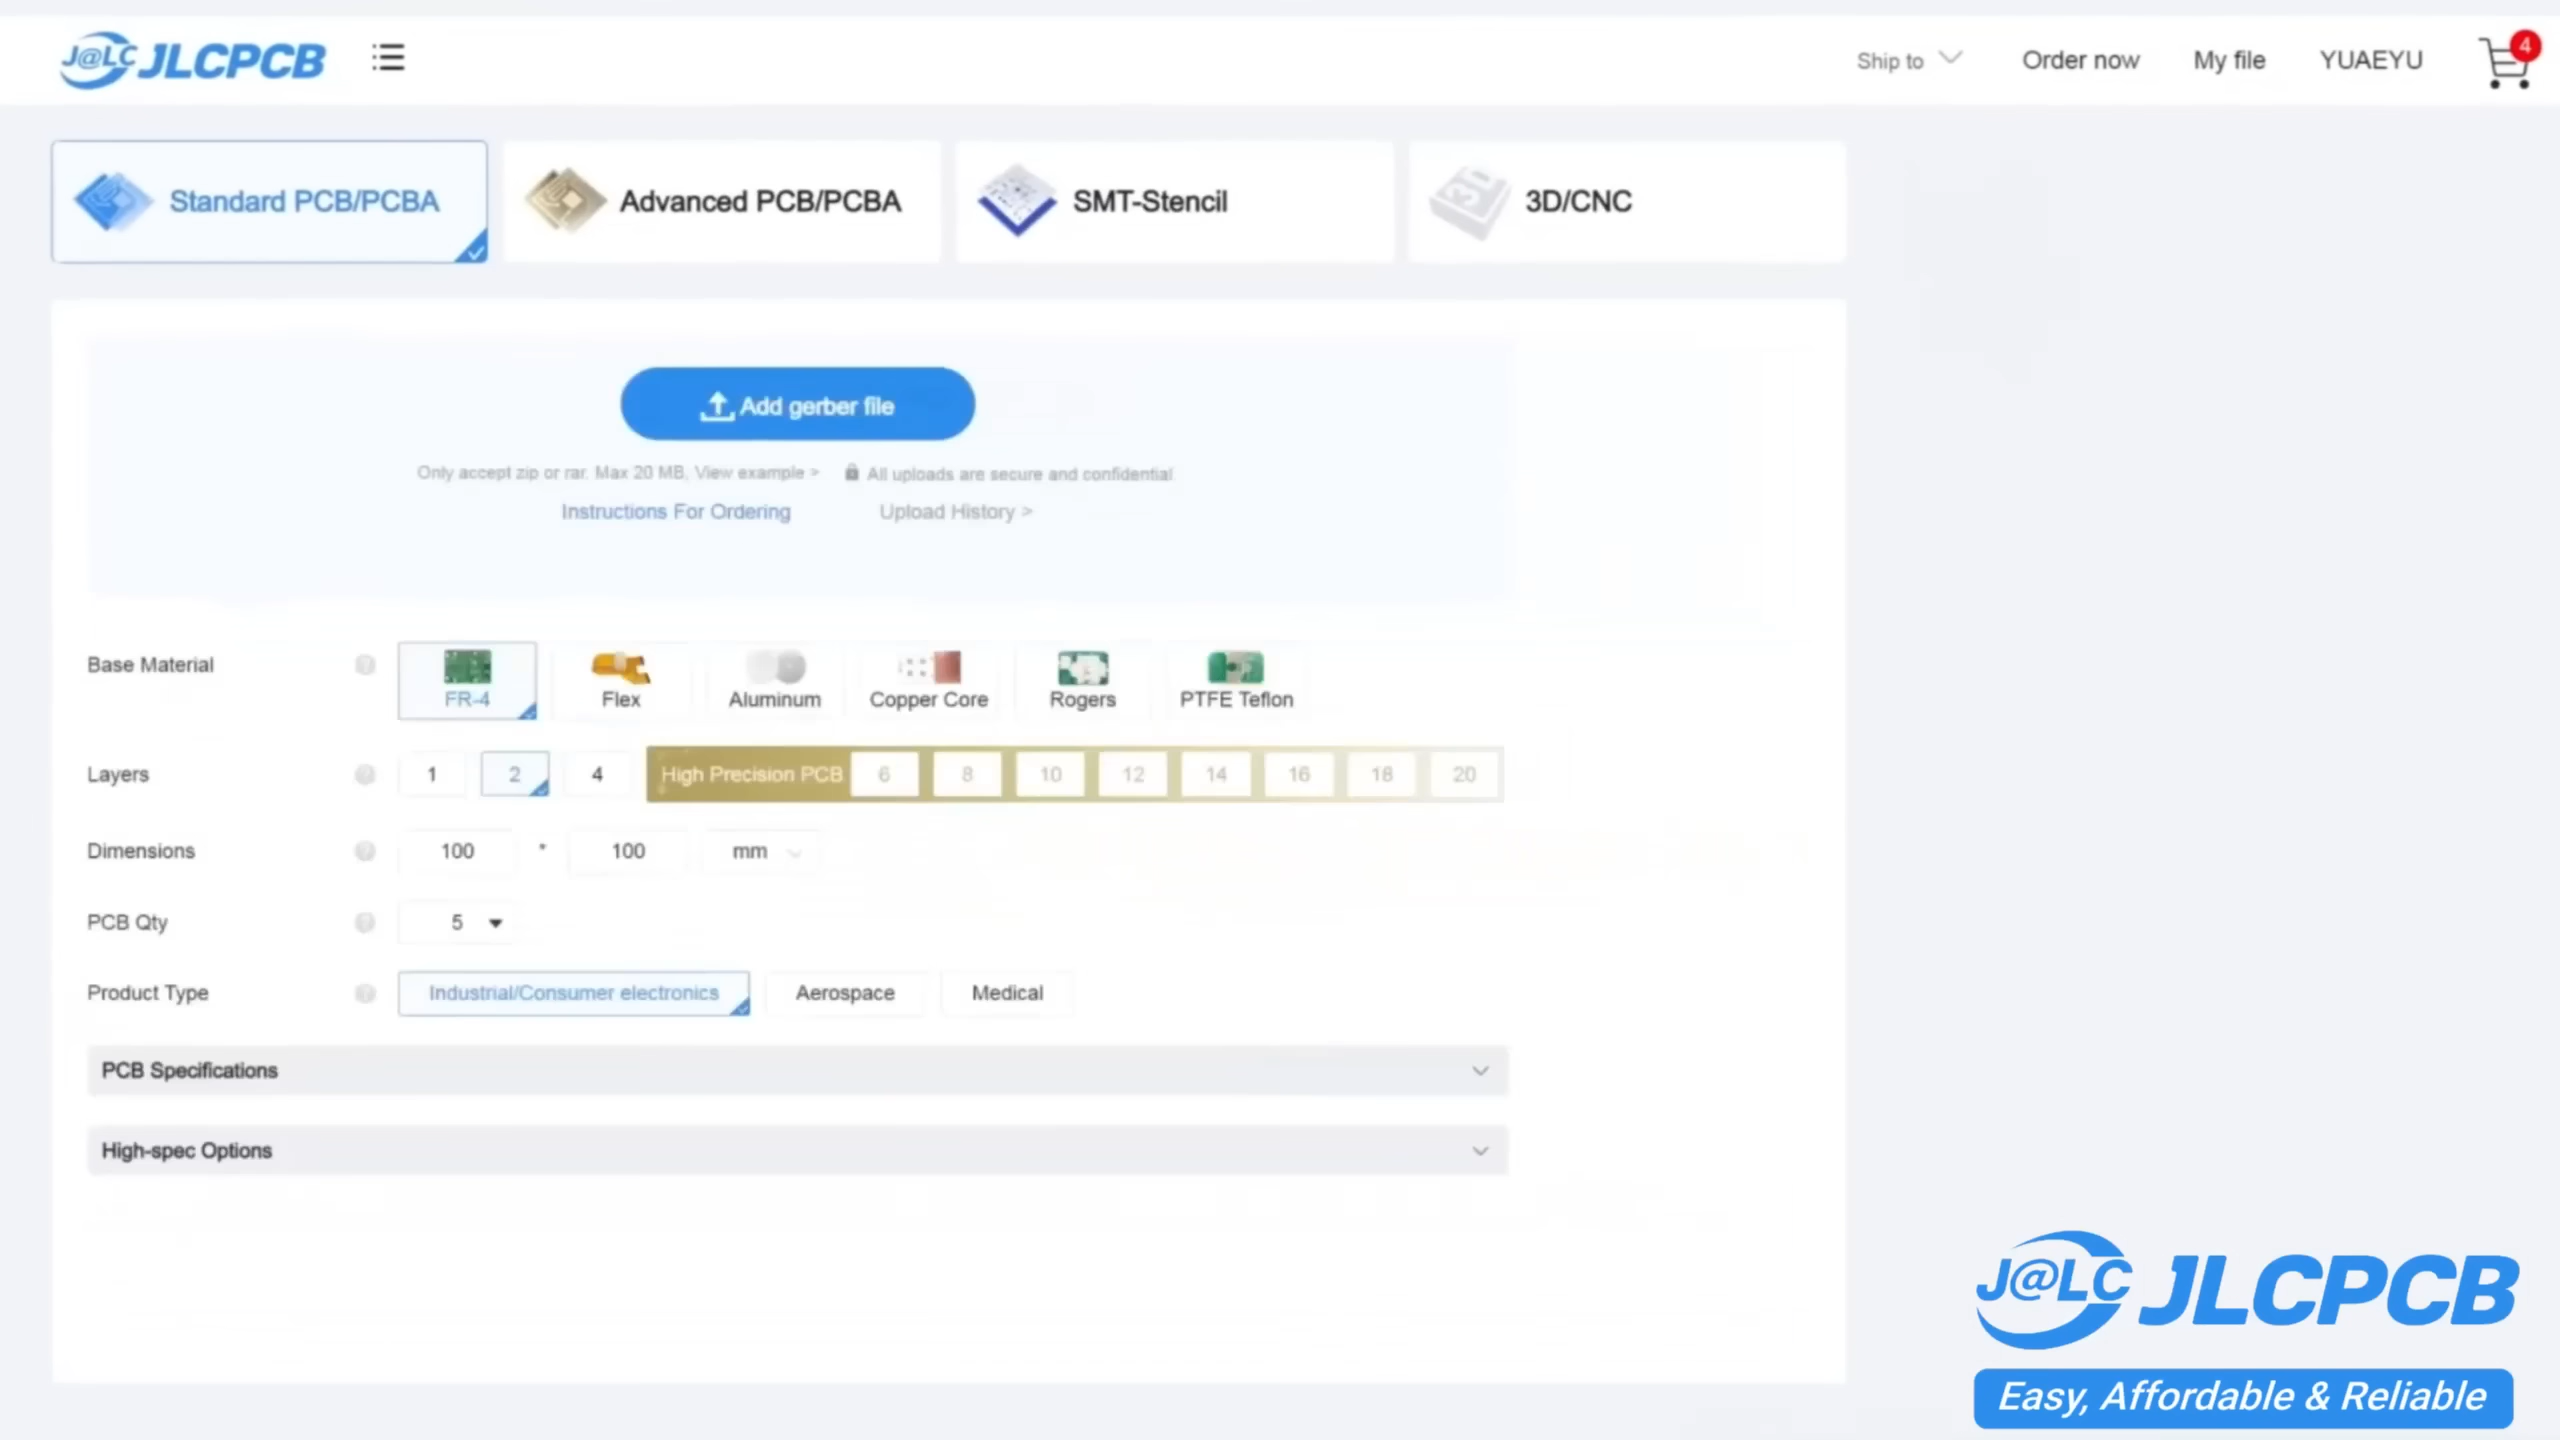 J@LC JLCPCB
Ship to
Order now
My file
YUAEYU
4
Standard PCB/PCBA
Advanced PCB/PCBA
SMT-Stencil
3D
3D/CNC
Add gerber file
Only accept zip or rar. Max 20 MB, View example >
All uploads are secure and confidential
Instructions For Ordering
Upload History >
Base Material
FR-4
Flex
Aluminum
Copper Core
Rogers
PTFE Teflon
Layers
1
2
4
High Precision PCB
6
8
10
12
14
16
18
20
Dimensions
100
*
100
mm
PCB Qty
5
Product Type
Industrial/Consumer electronics
Aerospace
Medical
PCB Specifications
High-spec Options
J@LC JLCPCB
Easy, Affordable & Reliable